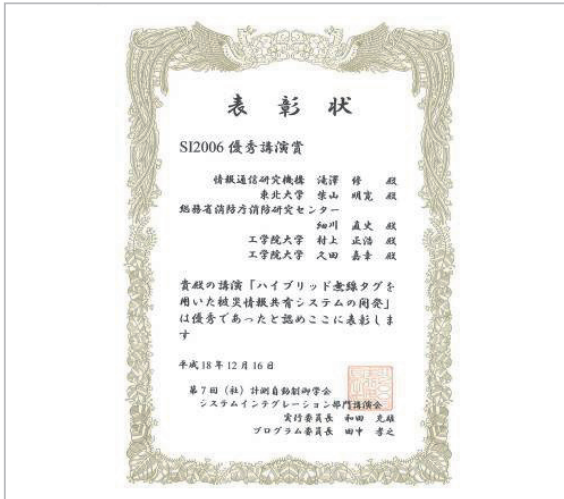 表彰状
SI2006 優秀講演賞
情報通信研究機構 滝澤 修 殿
東北大学 柴山 明寛 殿
総務省消防庁消防研究センター
細川 直史 殿
工学院大学 村上 正浩 殿
工学院大学 久田 嘉章 殿
貴殿の講演「ハイブリッド無線タグを
用いた被災情報共有システムの開発」
は優秀であったと認めここに表彰しま
す
平成18年12月16日
第7回(社)計測自動制御学会
システムインテグレーション部門講演会
実行委員長 和田 充雄
プログラム委員長 田中 孝之